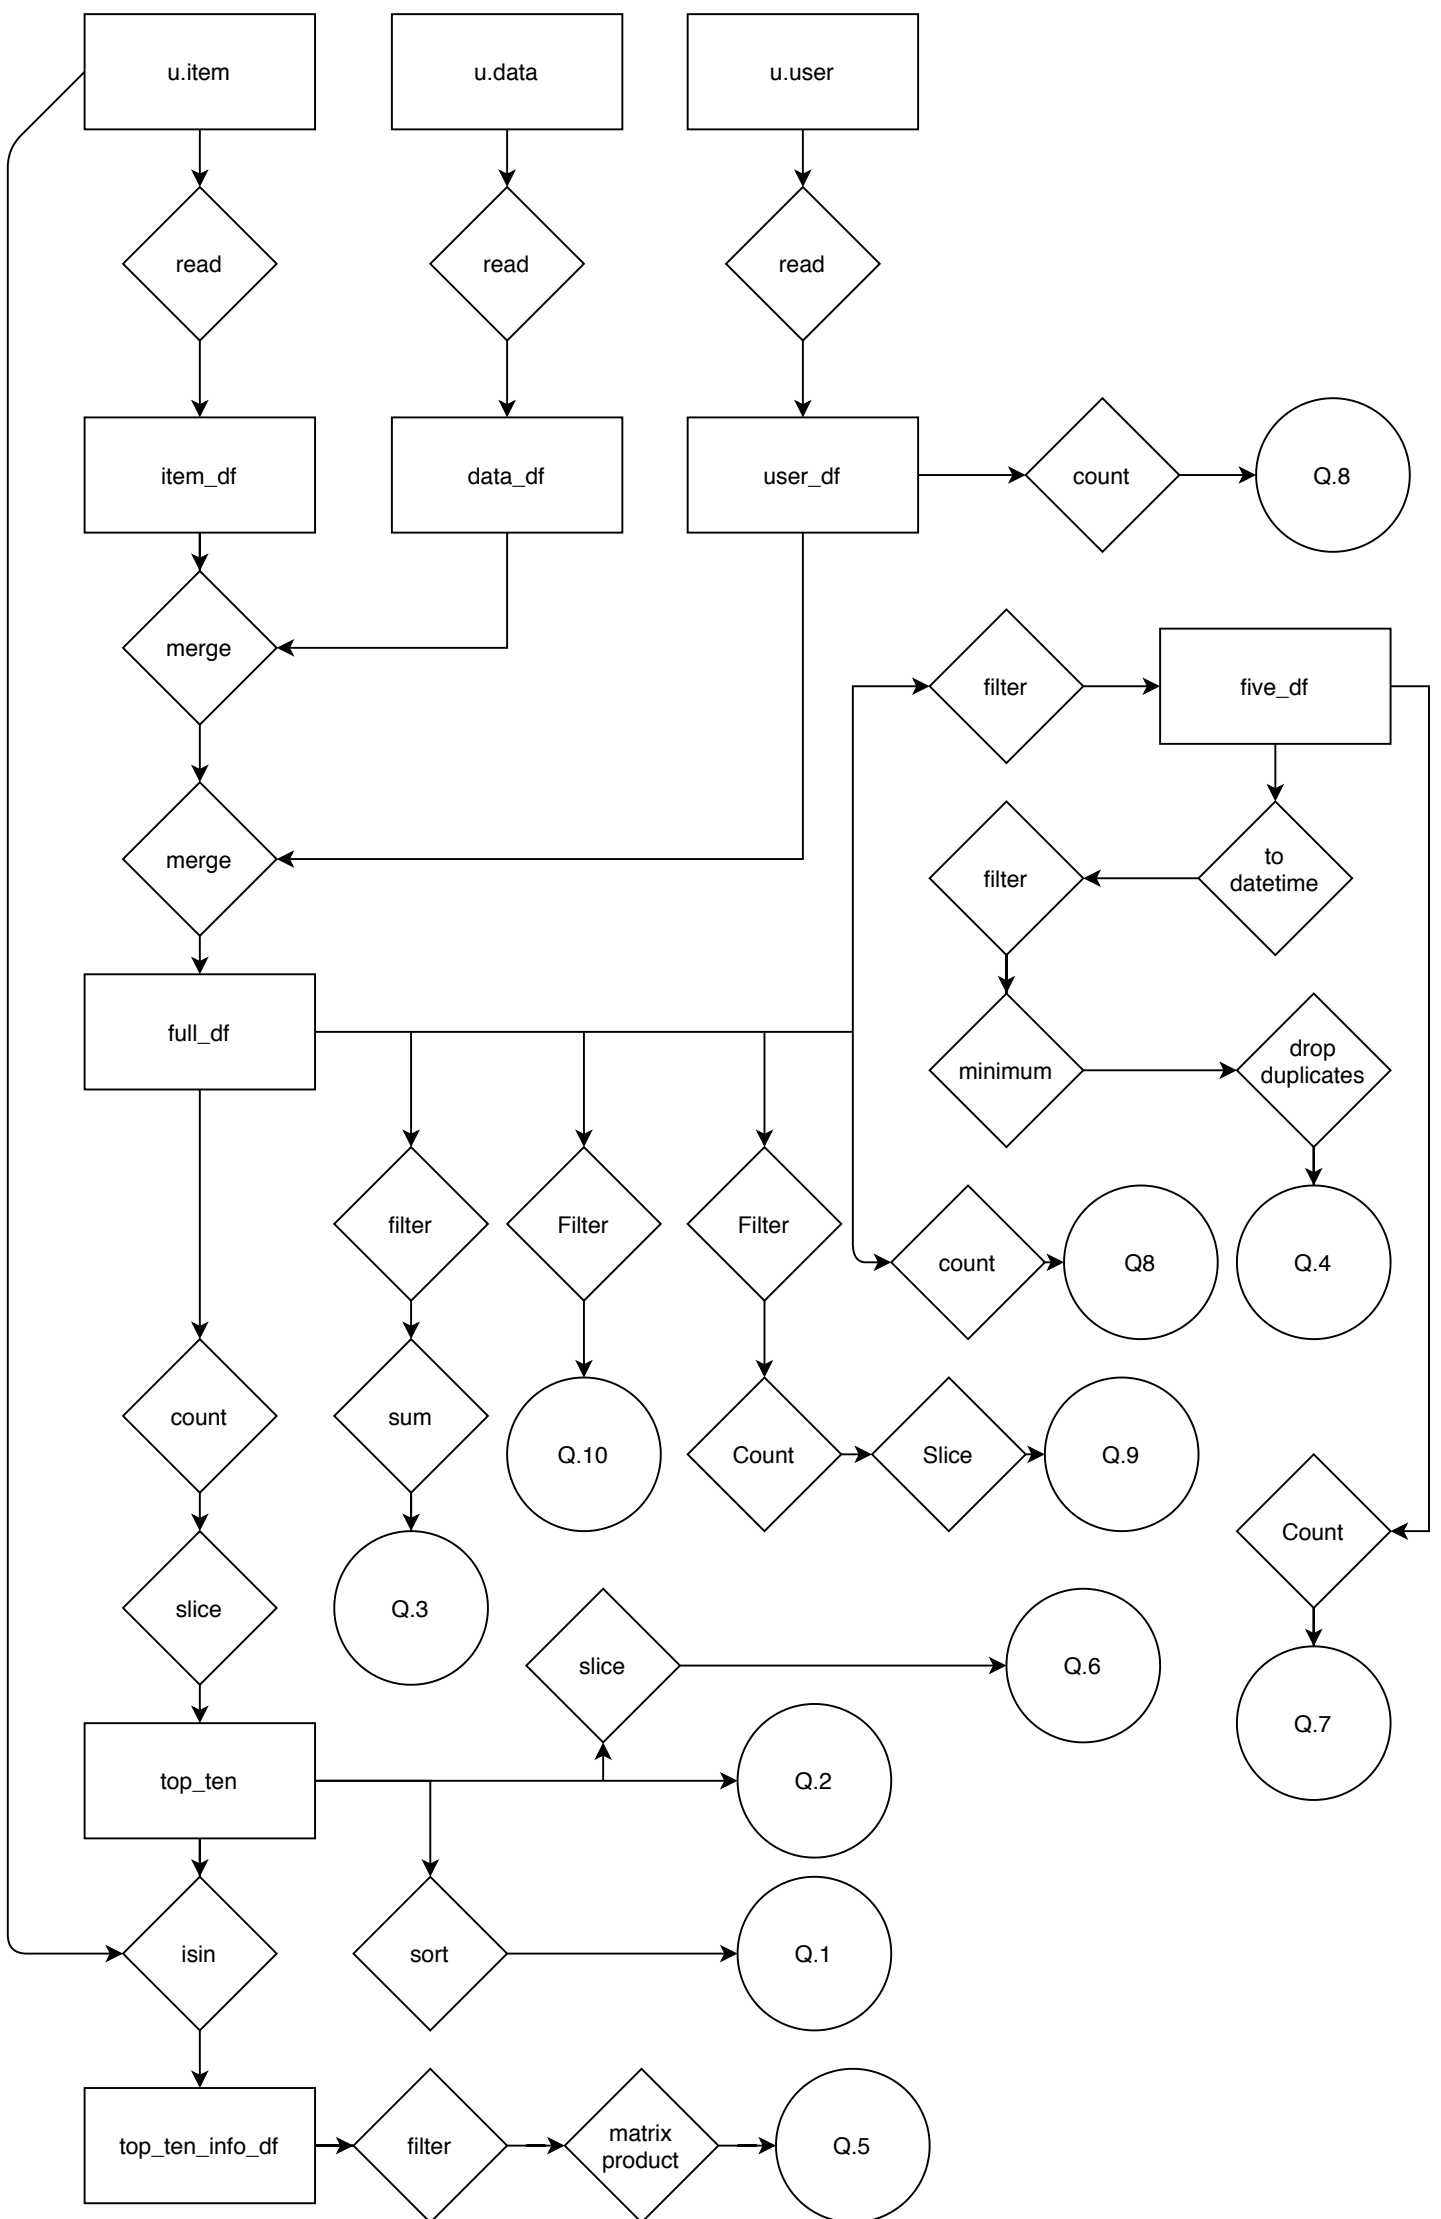 u.item
u.data
u.user
read
read
read
item_df
data_df
user_df
count
Q.8
merge
filter
five_df
merge
filter
to
datetime
full_df
minimum
drop
duplicates
filter
Filter
Filter
count
Q8
Q.4
count
sum
Q.10
Count
Slice
Q.9
Count
slice
Q.3
slice
Q.6
Q.7
top_ten
Q.2
isin
sort
Q.1
top_ten_info_df
filter
matrix
product
Q.5